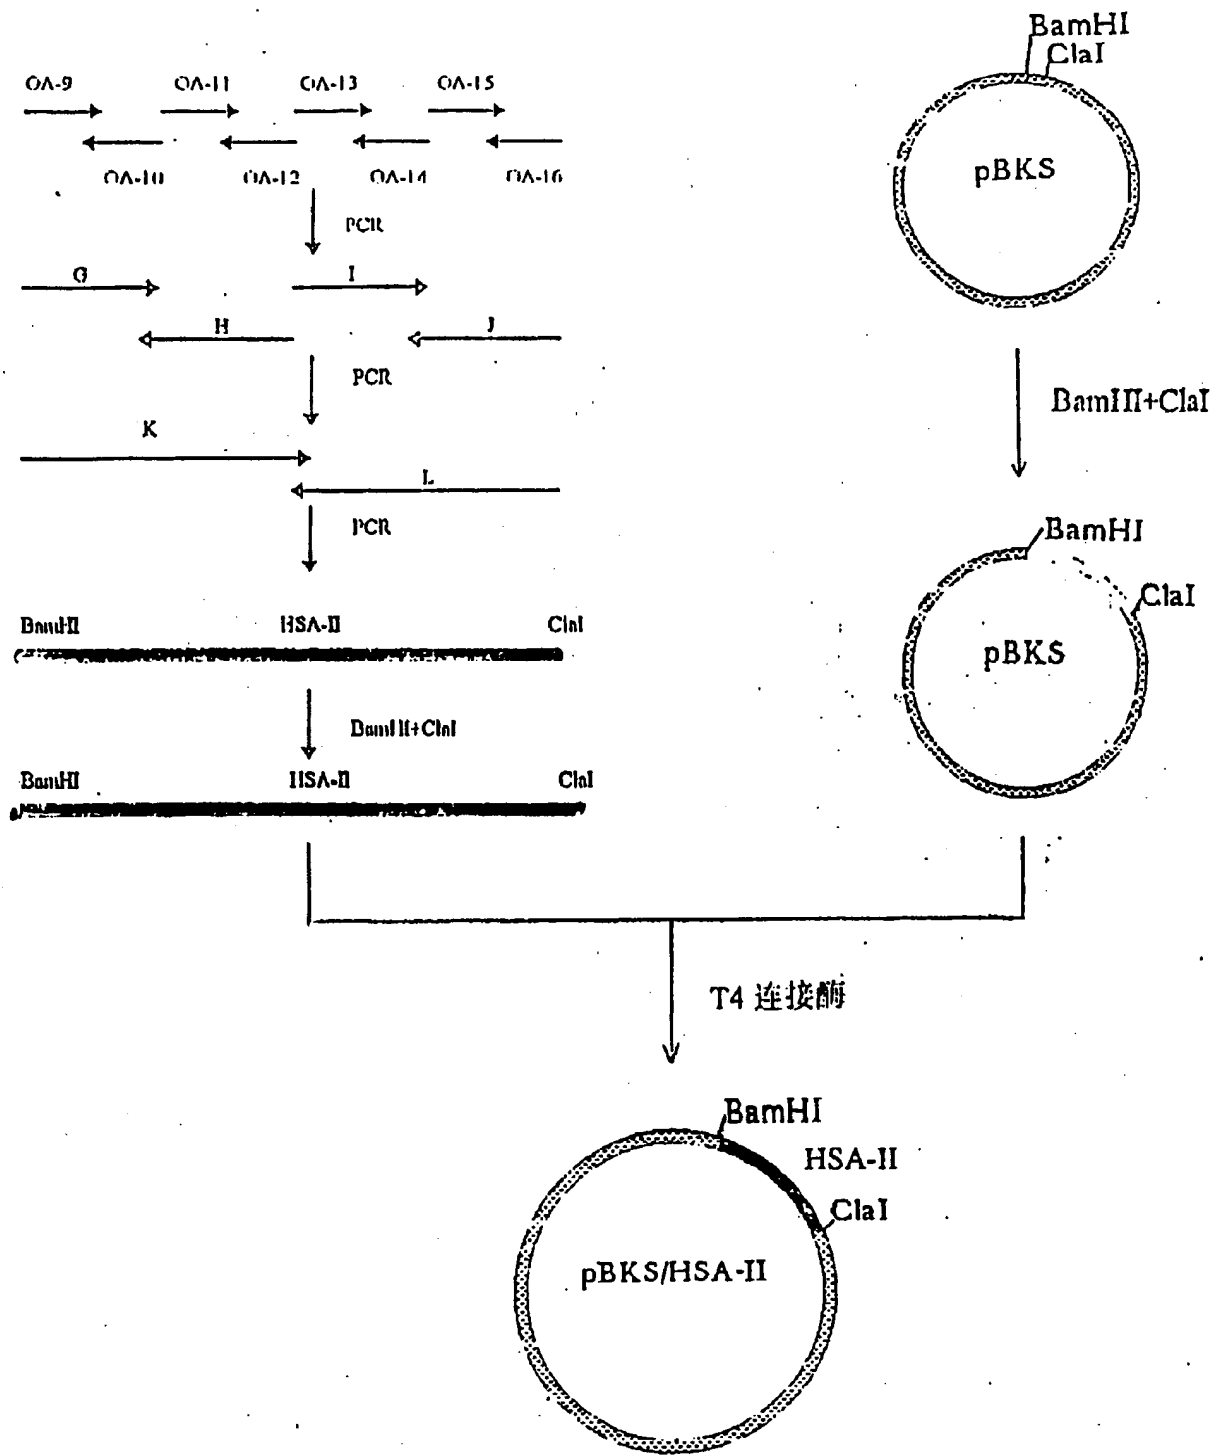 OA-9 OA-11 OA-13 OA-15
OA-10 OA-12 OA-14 OA-16
PCR
G I
H J
PCR
K
L
PCR
BamHI HSA-II ClaI
BamHI+ClaI
BamHI HSA-II ClaI
BamHI
ClaI
pBKS
BamHI+ClaI
BamHI
ClaI
pBKS
T4 连接酶
BamHI
HSA-II
ClaI
pBKS/HSA-II